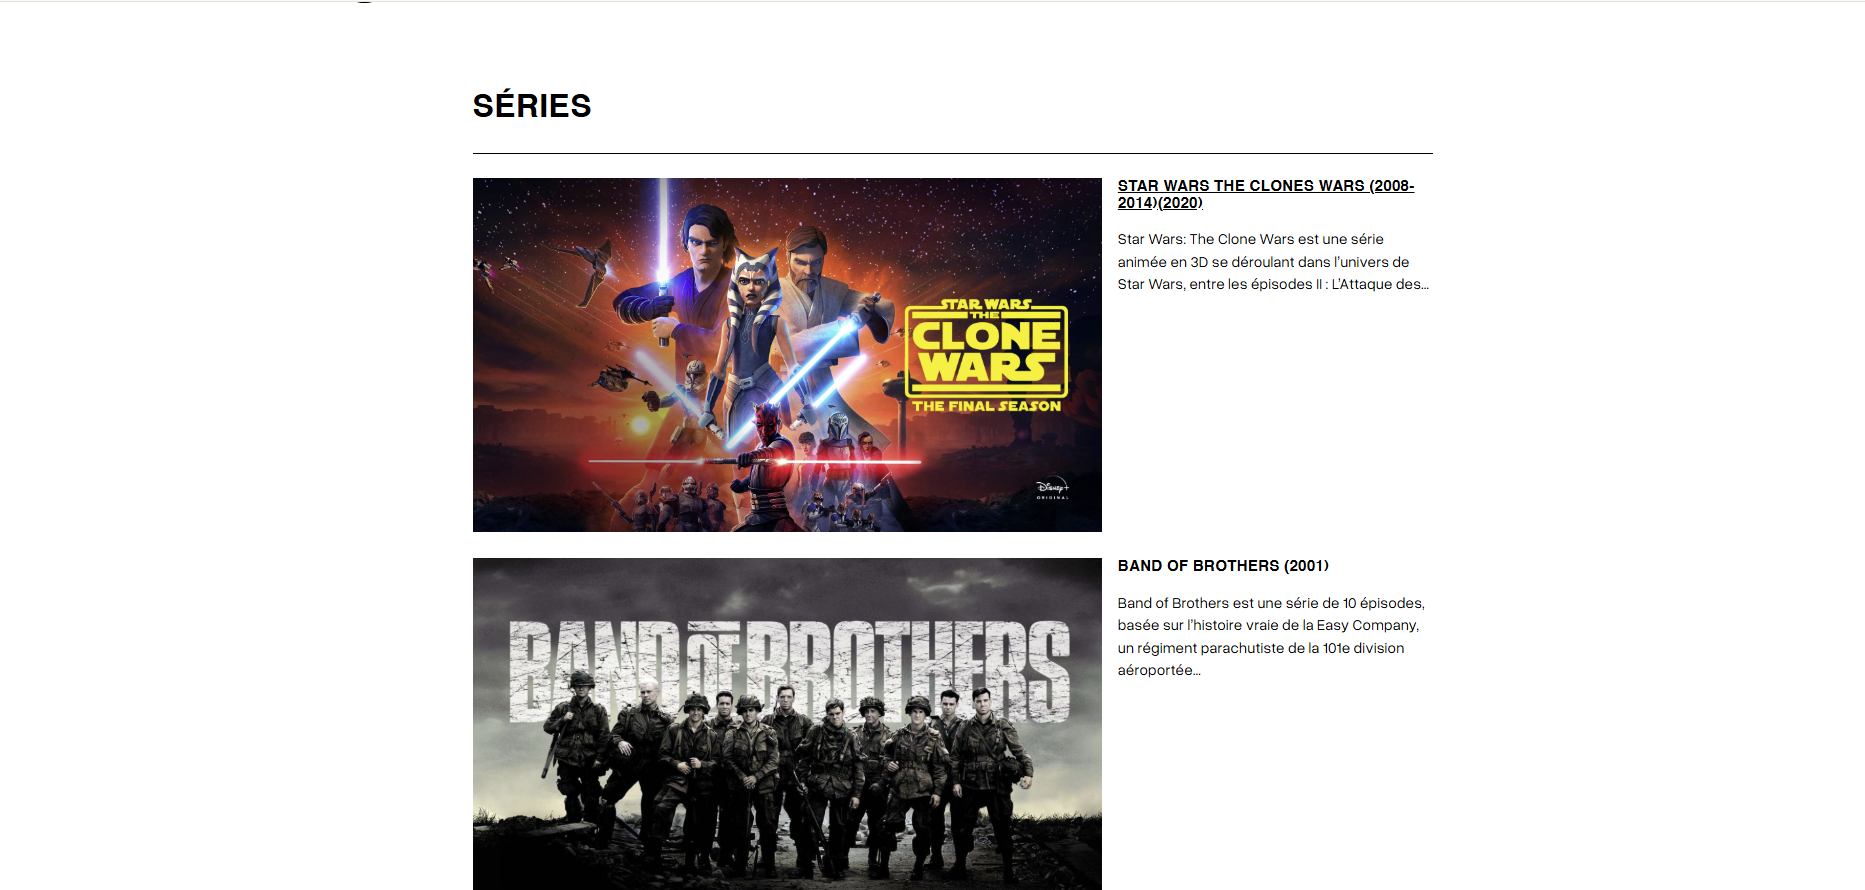 SÉRIES
STAR WARS THE CLONES WARS (2008-
2014)(2020)
Star Wars: The Clone Wars est une série
animée en 3D se déroulant dans l'univers de
Star Wars, entre les épisodes II : L'Attaque des...
STAR WARS
THE
CLONE
WARS
THE FINAL SEASON
Disney+
ORIGINAL
BAND OF BROTHERS (2001)
Band of Brothers est une série de 10 épisodes,
basée sur l'histoire vraie de la Easy Company,
un régiment parachutiste de la 101e division
aéroportée...
BAND OF BROTHERS